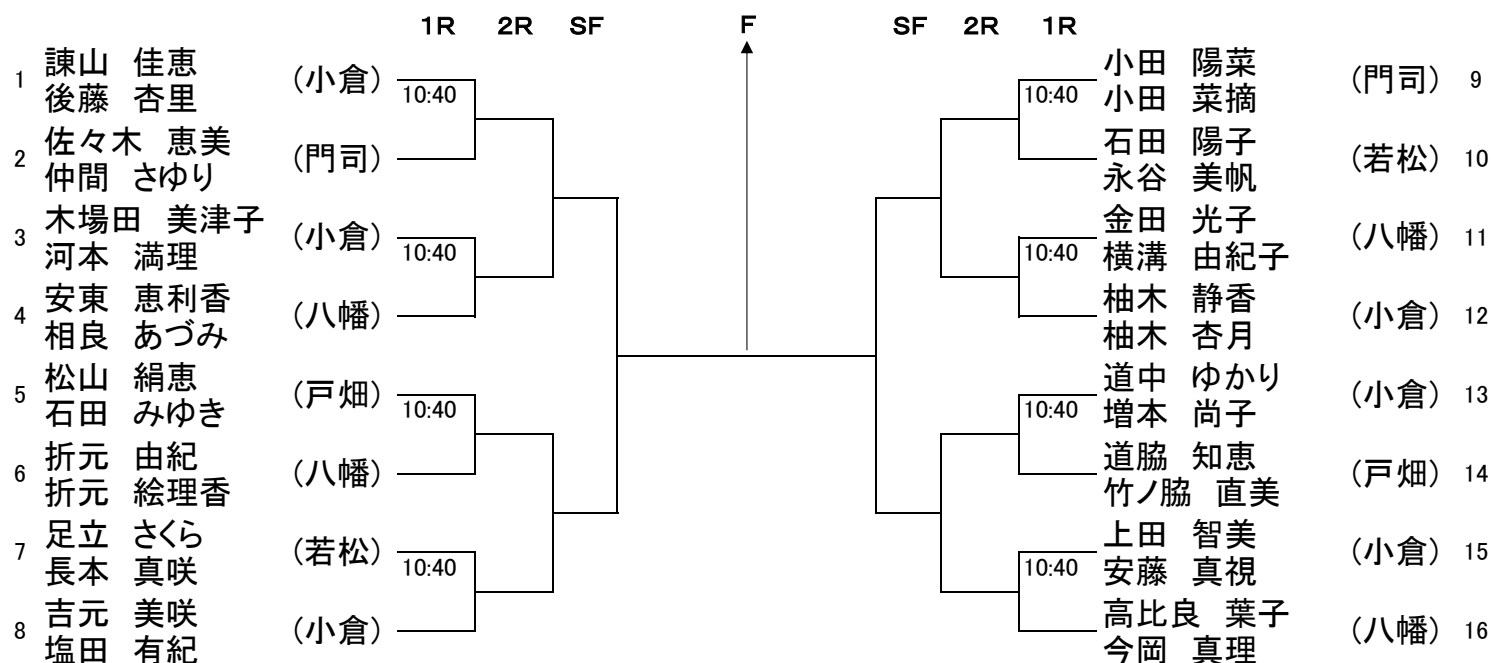 1R 2R SF F SF 2R 1R
1 諌山 佳恵 (小倉)
後藤 杏里
10:40
2 佐々木 恵美 (門司)
仲間 さゆり
3 木場田 美津子 (小倉)
河本 満理
10:40
4 安東 恵利香 (八幡)
相良 あづみ
5 松山 絹恵 (戸畑)
石田 みゆき
10:40
6 折元 由紀 (八幡)
折元 絵理香
7 足立 さくら (若松)
長本 真咲
10:40
8 吉元 美咲 (小倉)
塩田 有紀
小田 陽菜 (門司) 9
小田 菜摘
10:40
石田 陽子 (若松) 10
永谷 美帆
金田 光子 (八幡) 11
横溝 由紀子
10:40
柚木 静香 (小倉) 12
柚木 杏月
道中 ゆかり (小倉) 13
増本 尚子
10:40
道脇 知恵 (戸畑) 14
竹ノ脇 直美
上田 智美 (小倉) 15
安藤 真視
10:40
高比良 葉子 (八幡) 16
今岡 真理